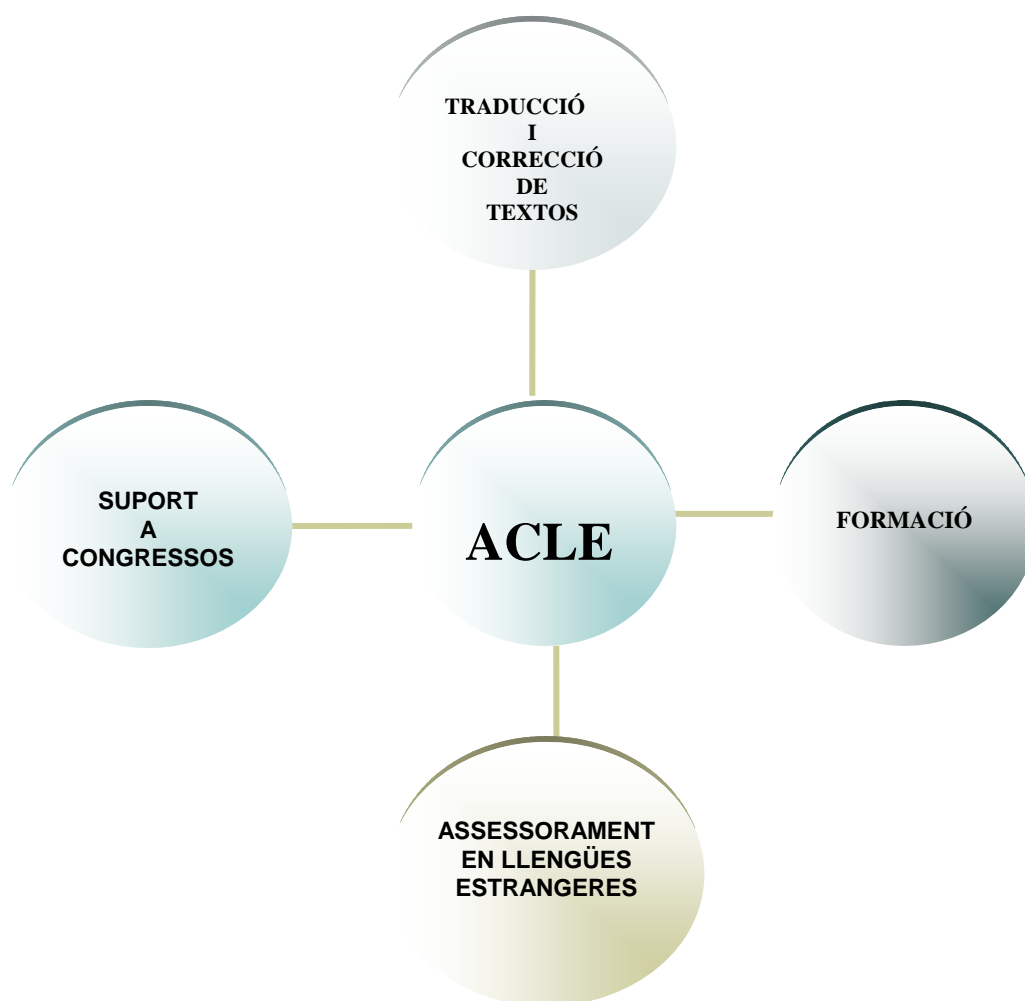 TRADUCCIÓ
I
CORRECCIÓ
DE
TEXTOS
SUPORT
A
CONGRESSOS
ACLE
FORMACIÓ
ASSESSORAMENT
EN LLENGÜES
ESTRANGERES